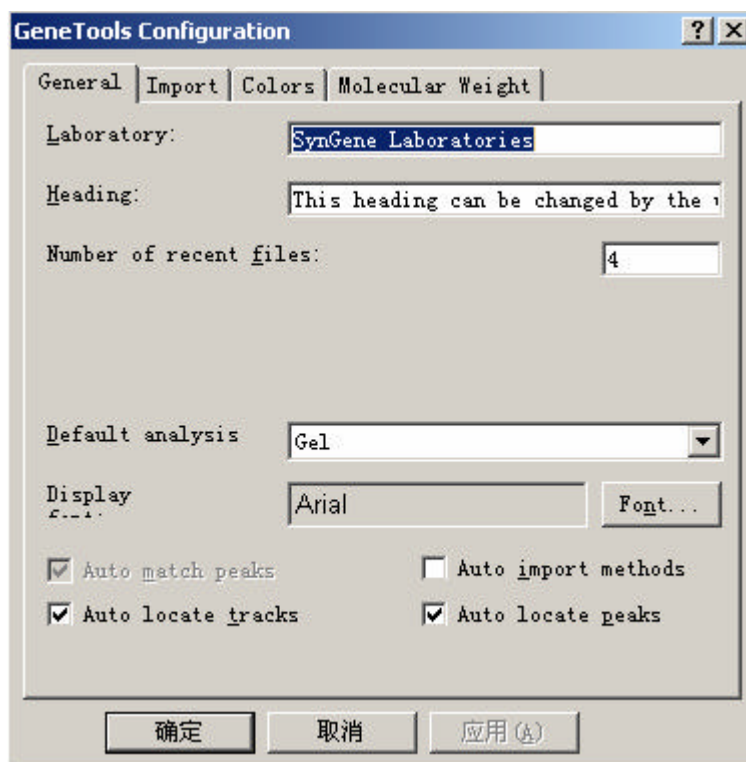 GeneTools Configuration
General Import Colors Molecular Weight
Laboratory: SynGene Laboratories
Heading: This heading can be changed by the
Number of recent files: 4
Default analysis Gel
Display Arial Font...
Auto match peaks Auto import methods
Auto locate tracks Auto locate peaks
确定 取消 应用(A)